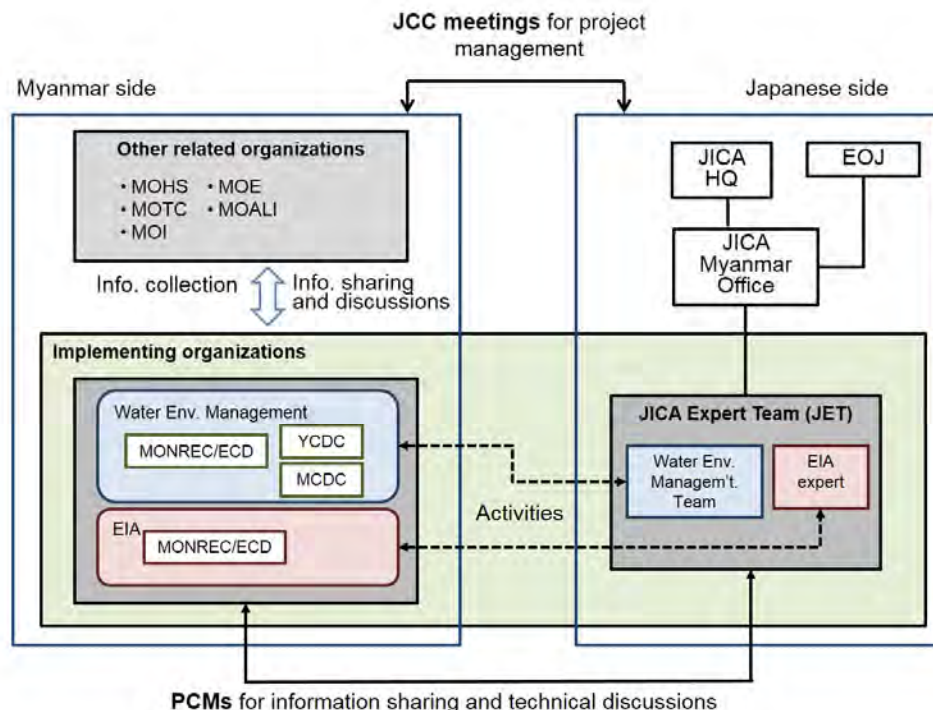 JCC meetings for project
management
Myanmar side
Japanese side
Other related organizations
• MOHS • MOE
• MOTC • MOALI
• MOI
JICA
HQ
EOJ
JICA
Myanmar
Office
Info. collection
Info. sharing
and discussions
Implementing organizations
Water Env. Management
MONREC/ECD
YCDC
MCDC
EIA
MONREC/ECD
Activities
JICA Expert Team (JET)
Water Env.
Managem't.
Team
EIA
expert
PCMs for information sharing and technical discussions